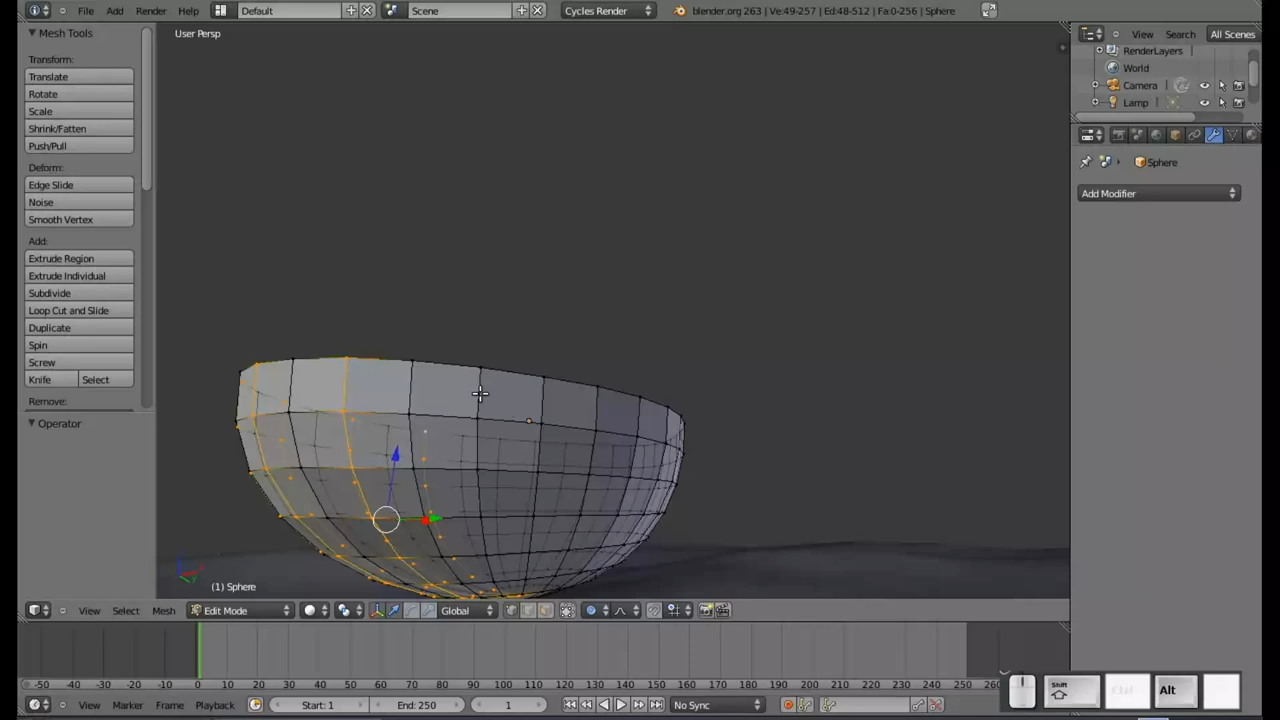 File Add Render Help Default Scene Cycles Render blender.org 263 | Ve:49-257 | Ed:48-512 | Fa:0-256 | Sphere
Mesh Tools
Transform:
Translate
Rotate
Scale
Shrink/Fatten
Push/Pull
Deform:
Edge Slide
Noise
Smooth Vertex
Add:
Extrude Region
Extrude Individual
Subdivide
Loop Cut and Slide
Duplicate
Spin
Screw
Knife Select
Remove:
Operator
User Persp
(1) Sphere
View Search All Scenes
RenderLayers
World
Camera
Lamp
Sphere
Add Modifier
View Select Mesh Edit Mode Global
-50 -40 -30 -20 -10 0 10 20 30 40 50 60 70 80 90 100 110 120 130 140 150 160 170 180 190 200 210 220 230 240 250 260
View Marker Frame Playback Start: 1 End: 250 1 No Sync
Shift Ctrl Alt